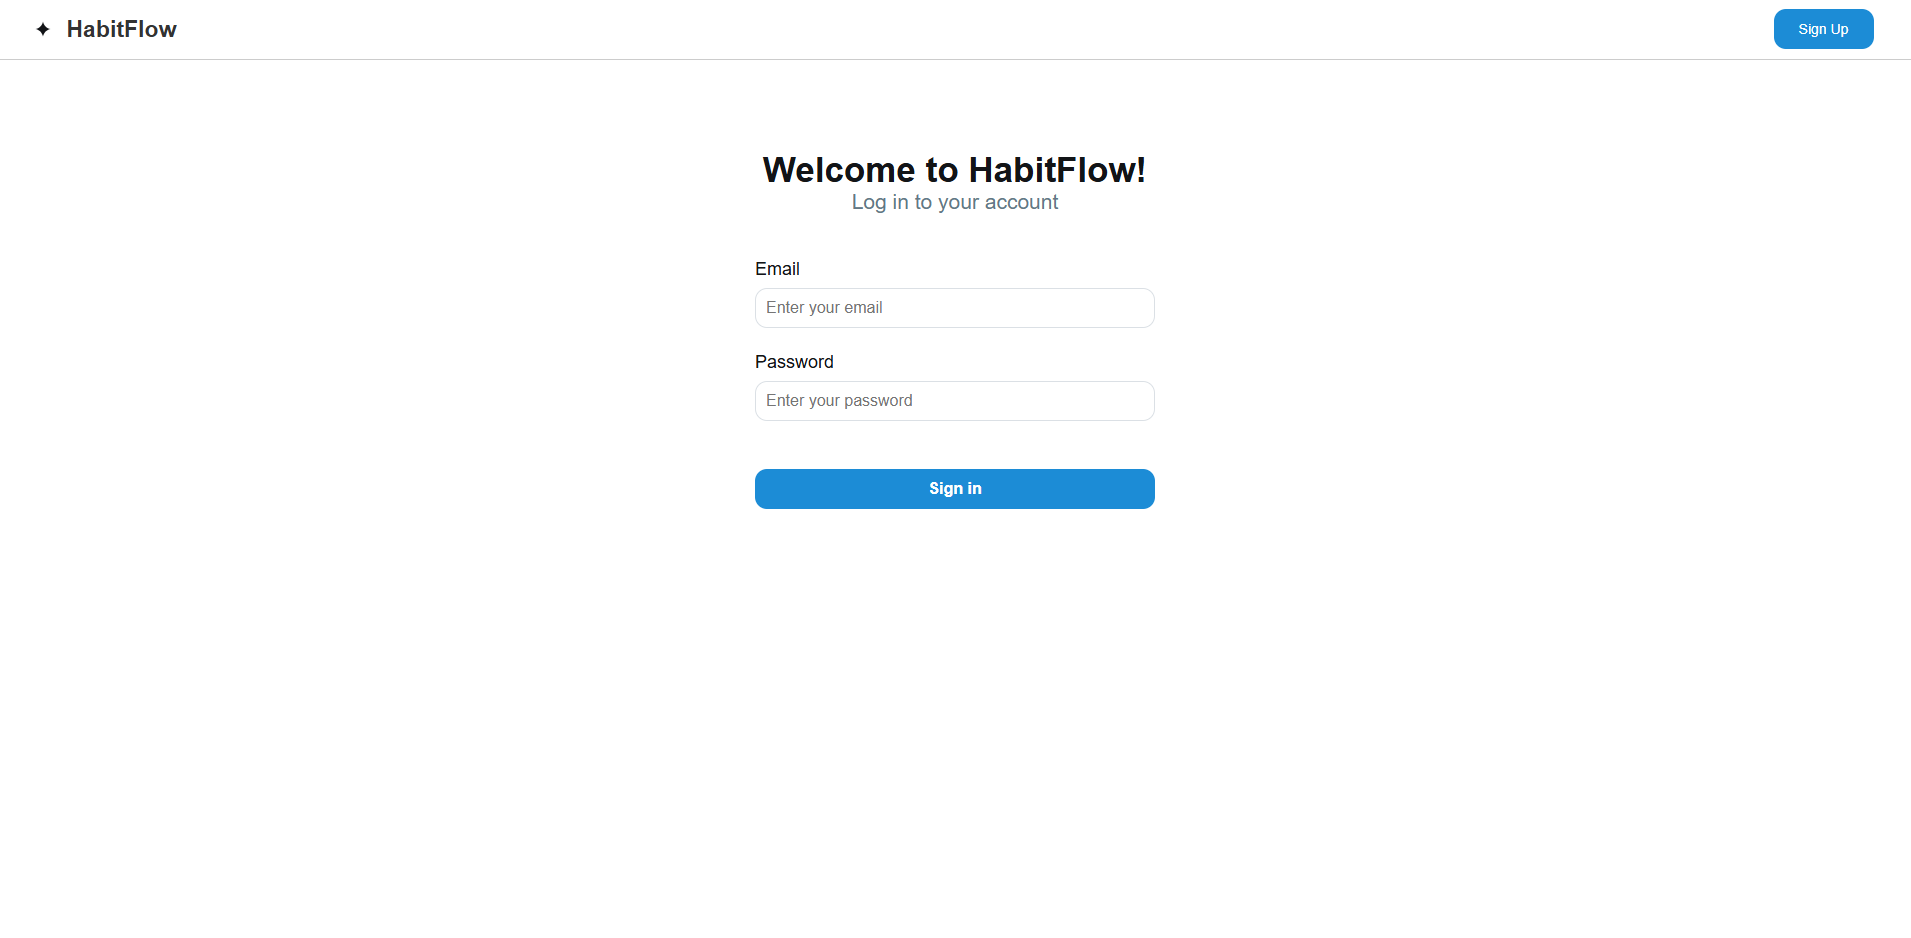 HabitFlow
Sign Up
Welcome to HabitFlow!
Log in to your account
Email
Enter your email
Password
Enter your password
Sign in